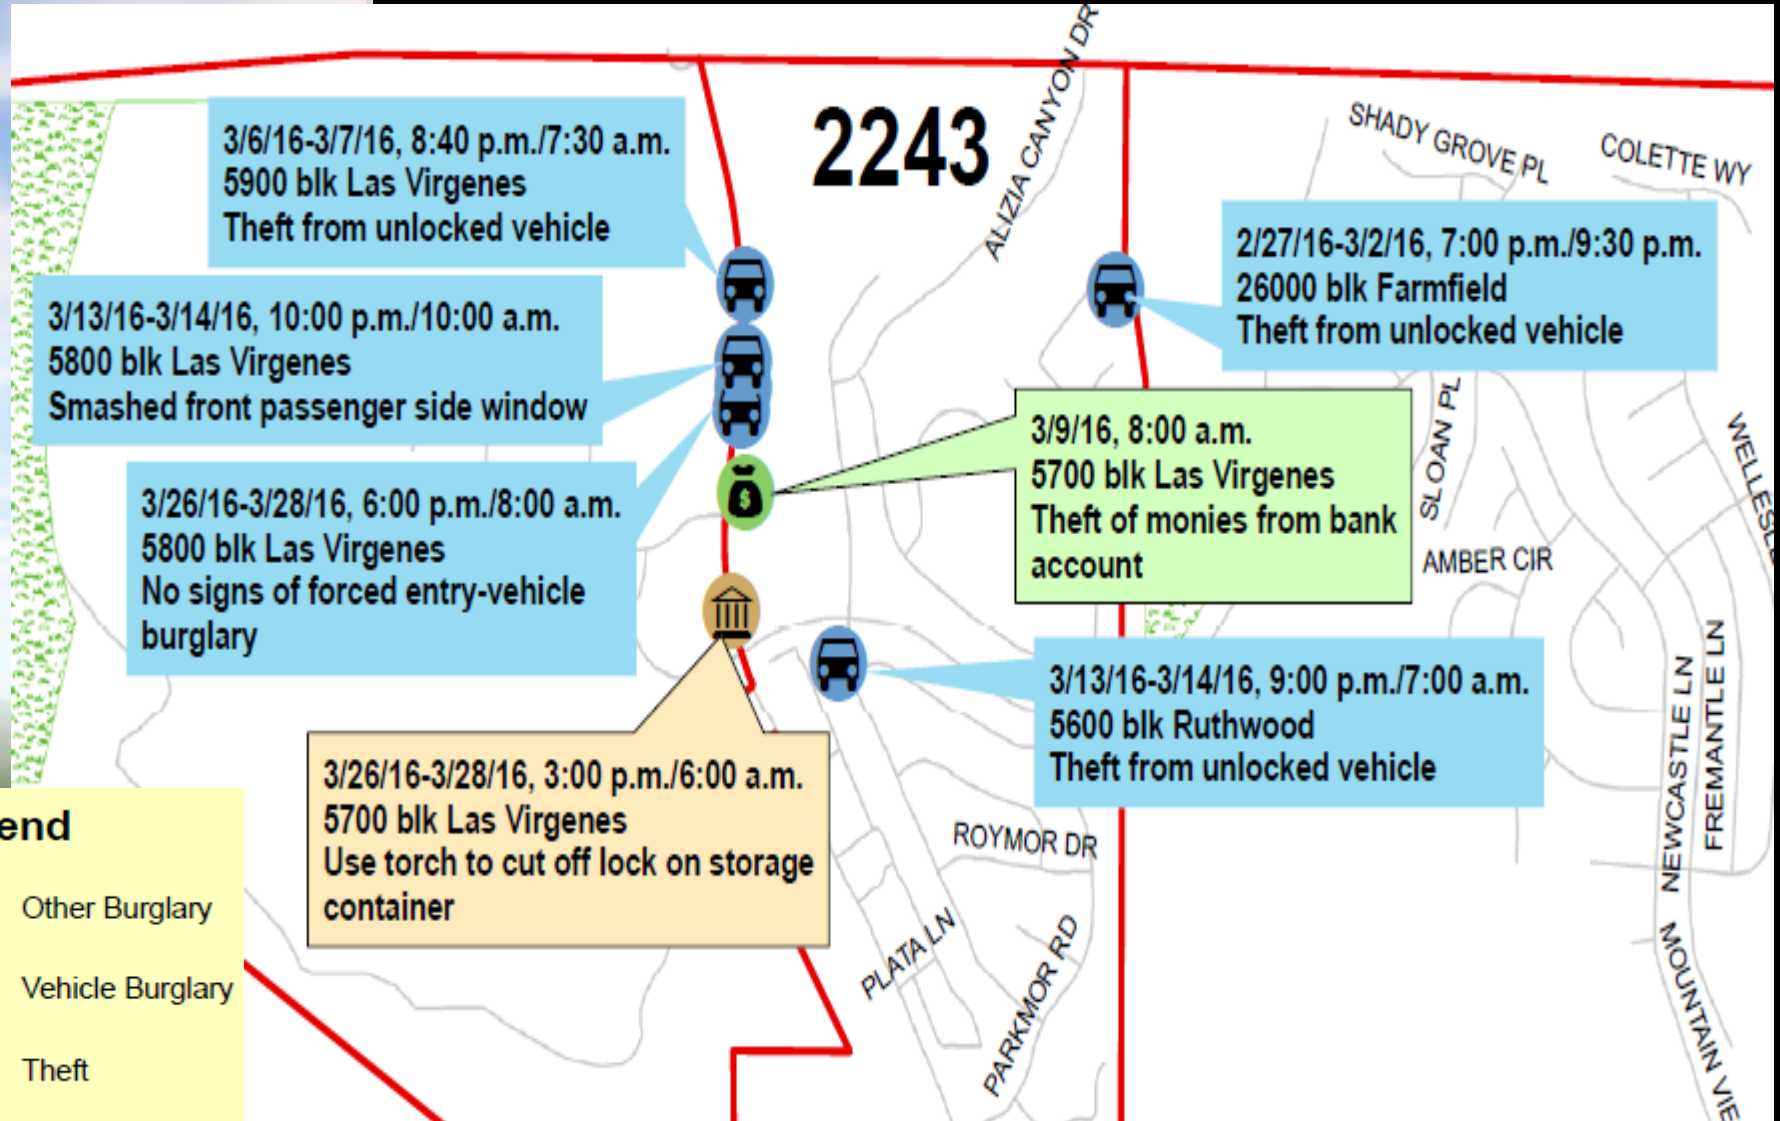 2243
ALIZIA CANYON DR
SHADY GROVE PL
COLETTE WY
3/6/16-3/7/16, 8:40 p.m./7:30 a.m.
5900 blk Las Virgenes
Theft from unlocked vehicle
2/27/16-3/2/16, 7:00 p.m./9:30 p.m.
26000 blk Farmfield
Theft from unlocked vehicle
3/13/16-3/14/16, 10:00 p.m./10:00 a.m.
5800 blk Las Virgenes
Smashed front passenger side window
3/9/16, 8:00 a.m.
5700 blk Las Virgenes
Theft of monies from bank
account
SLOAN PL
AMBER CIR
3/26/16-3/28/16, 6:00 p.m./8:00 a.m.
5800 blk Las Virgenes
No signs of forced entry-vehicle
burglary
$
3/13/16-3/14/16, 9:00 p.m./7:00 a.m.
5600 blk Ruthwood
Theft from unlocked vehicle
NEWCASTLE LN
FREMANTLE LN
3/26/16-3/28/16, 3:00 p.m./6:00 a.m.
5700 blk Las Virgenes
Use torch to cut off lock on storage
container
ROYMOR DR
PLATA LN
PARKMOR RD
MOUNTAIN VIE
end
Other Burglary
Vehicle Burglary
Theft